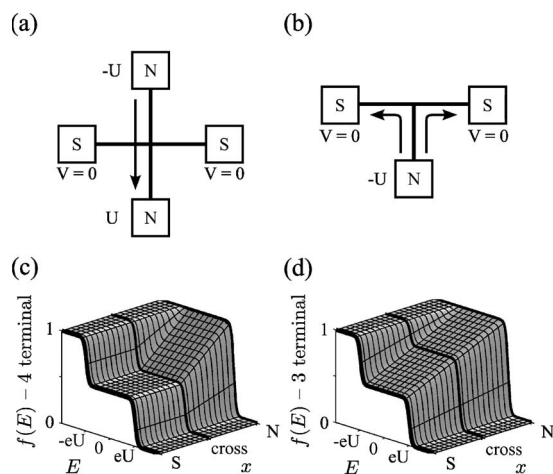 (a)
-U N
S S
V = 0 V = 0
U N
(b)
S S
V = 0 V = 0
-U N
(c)
f(E) – 4 terminal
1
0
-eU 0 eU
E
S cross N
x
(d)
f(E) – 3 terminal
1
0
-eU 0 eU
E
S cross N
x